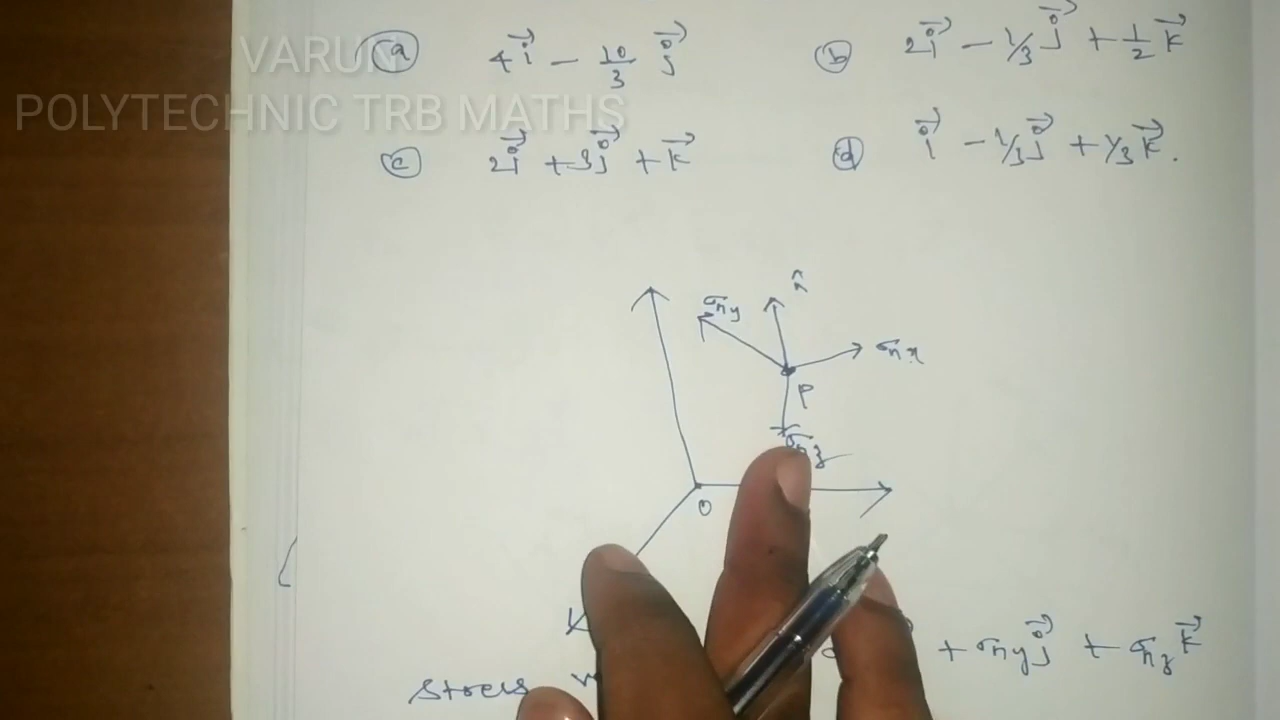 VARUN
POLYTECHNIC TRB MATHS
(a) 4i⃗ − 10/3 j⃗ (b) 2i⃗ − 1/3 j⃗ + 1/2 k⃗
(c) 2i⃗ + 3j⃗ + k⃗ (d) i⃗ − 1/3 j⃗ + 1/3 k⃗.
n̂
σny
σnx
P
σnz
O
+ σny j⃗ + σnz k⃗
Stress